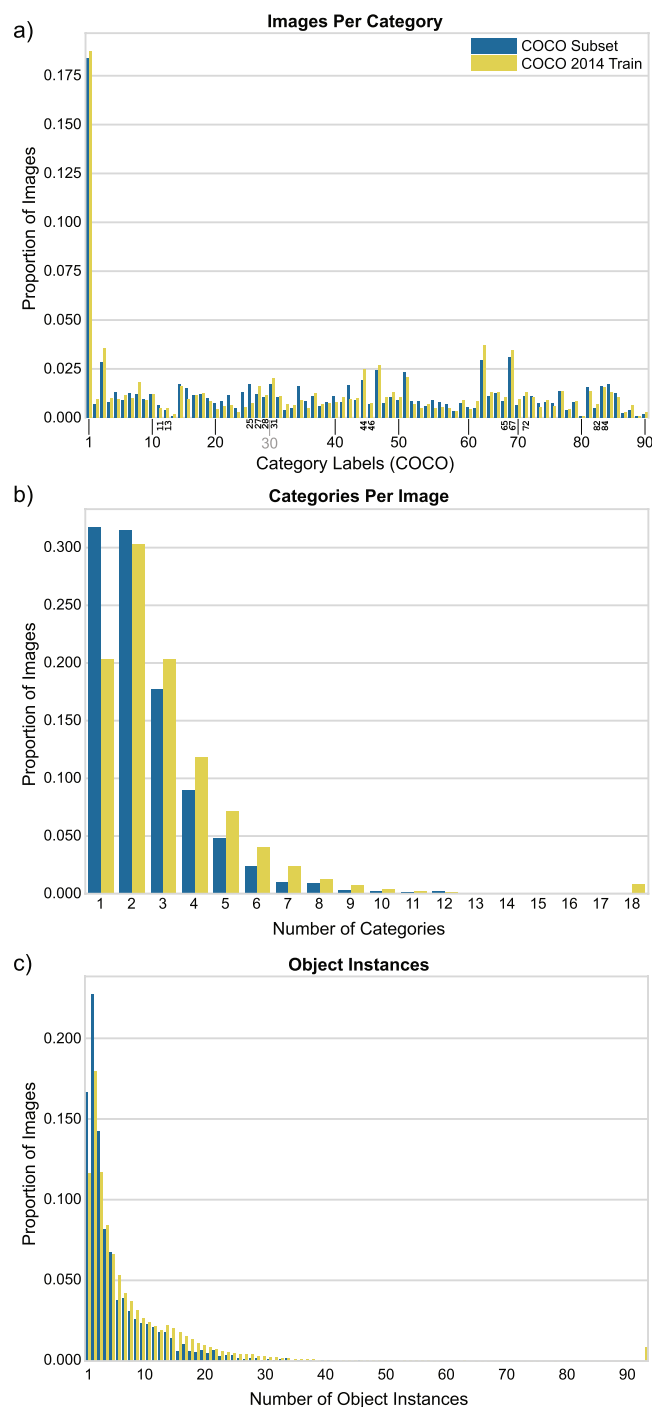 a)
Images Per Category
COCO Subset
COCO 2014 Train
Proportion of Images
0.175
0.150
0.125
0.100
0.075
0.050
0.025
0.000
1 10 11 13 20 25 27 28 30 31 40 44 46 50 60 65 67 70 72 80 82 84 90
Category Labels (COCO)
b)
Categories Per Image
Proportion of Images
0.300
0.250
0.200
0.150
0.100
0.050
0.000
1 2 3 4 5 6 7 8 9 10 11 12 13 14 15 16 17 18
Number of Categories
c)
Object Instances
Proportion of Images
0.200
0.150
0.100
0.050
0.000
1 10 20 30 40 50 60 70 80 90
Number of Object Instances